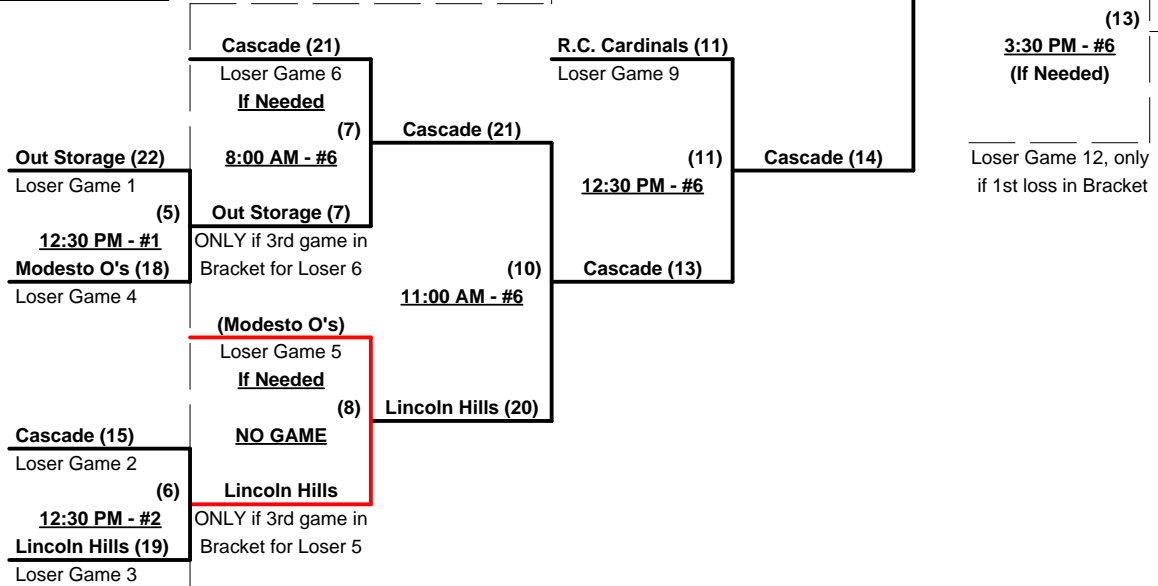 (13)
Cascade (21)
R.C. Cardinals (11)
3:30 PM - #6
Loser Game 6
Loser Game 9
(If Needed)
If Needed
(7)
Cascade (21)
Out Storage (22)
8:00 AM - #6
(11)
Cascade (14)
Loser Game 12, only
if 1st loss in Bracket
Loser Game 1
12:30 PM - #6
(5)
Out Storage (7)
12:30 PM - #1
ONLY if 3rd game in
Bracket for Loser 6
Modesto O's (18)
(10)
Cascade (13)
Loser Game 4
11:00 AM - #6
(Modesto O's)
Loser Game 5
If Needed
(8)
Lincoln Hills (20)
Cascade (15)
NO GAME
Loser Game 2
(6)
Lincoln Hills
12:30 PM - #2
ONLY if 3rd game in
Bracket for Loser 5
Lincoln Hills (19)
Loser Game 3